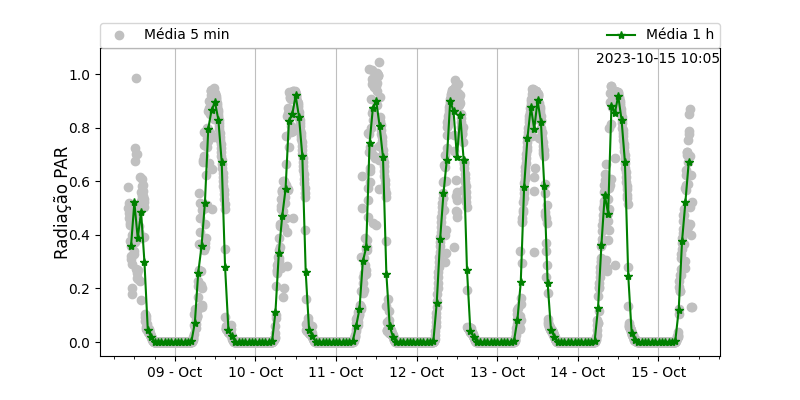 Média 5 min
Média 1 h
2023-10-15 10:05
Radiação PAR
1.0
0.8
0.6
0.4
0.2
0.0
09 - Oct
10 - Oct
11 - Oct
12 - Oct
13 - Oct
14 - Oct
15 - Oct